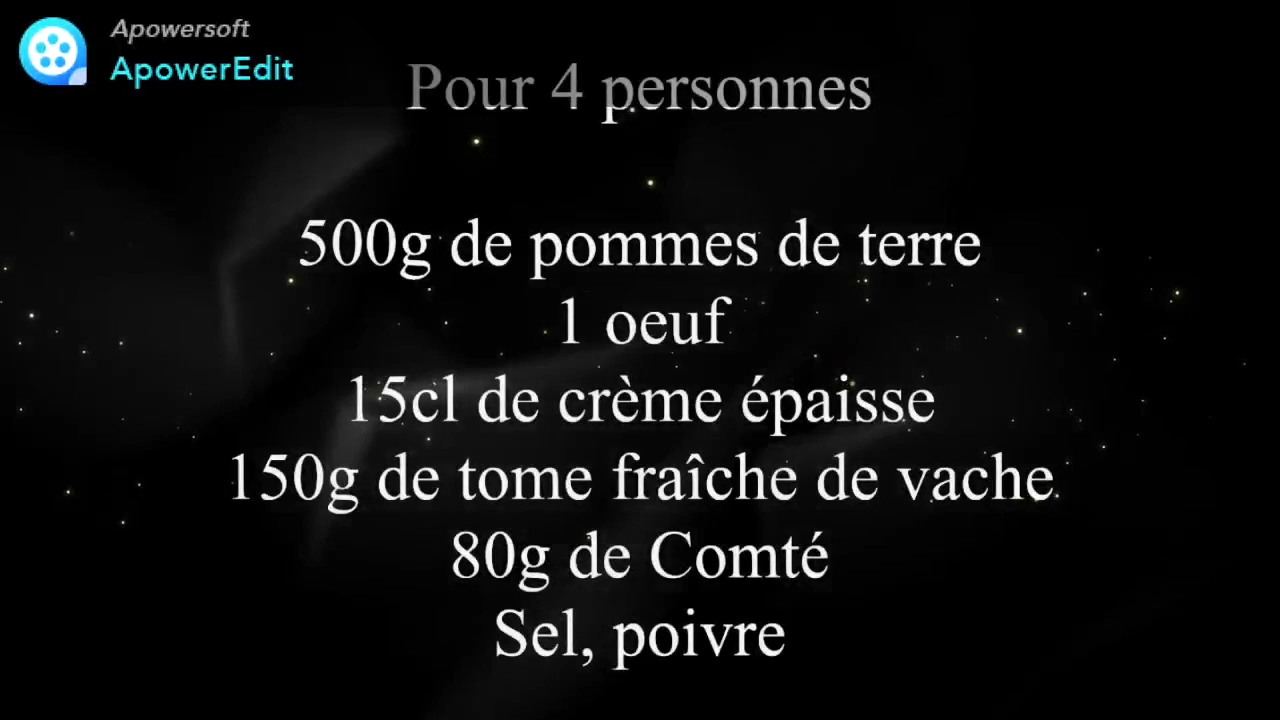 Apowersoft
ApowerEdit
Pour 4 personnes
500g de pommes de terre
1 oeuf
15cl de crème épaisse
150g de tome fraîche de vache
80g de Comté
Sel, poivre